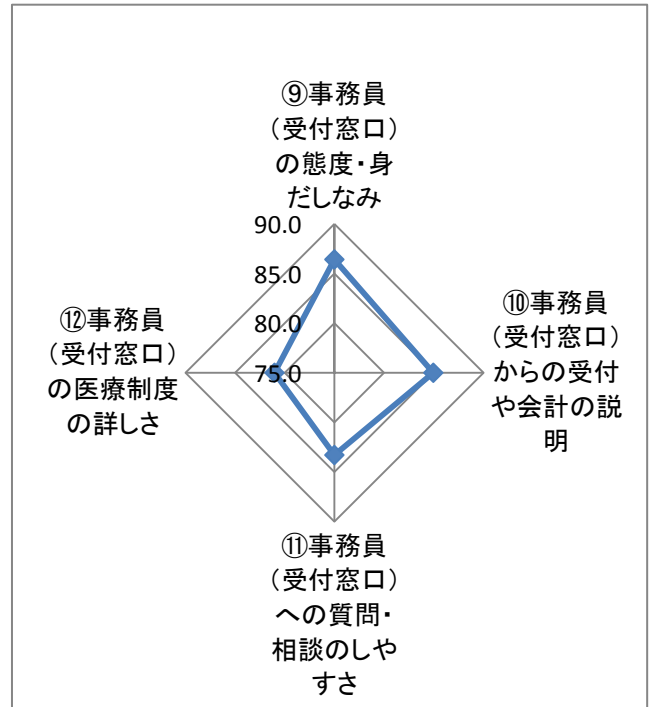 ⑨事務員
（受付窓口）
の態度・身
だしなみ
90.0
85.0
80.0
75.0
⑩事務員
（受付窓口）
からの受付
や会計の説
明
⑪事務員
（受付窓口）
への質問・
相談のしや
すさ
⑫事務員
（受付窓口）
の医療制度
の詳しさ